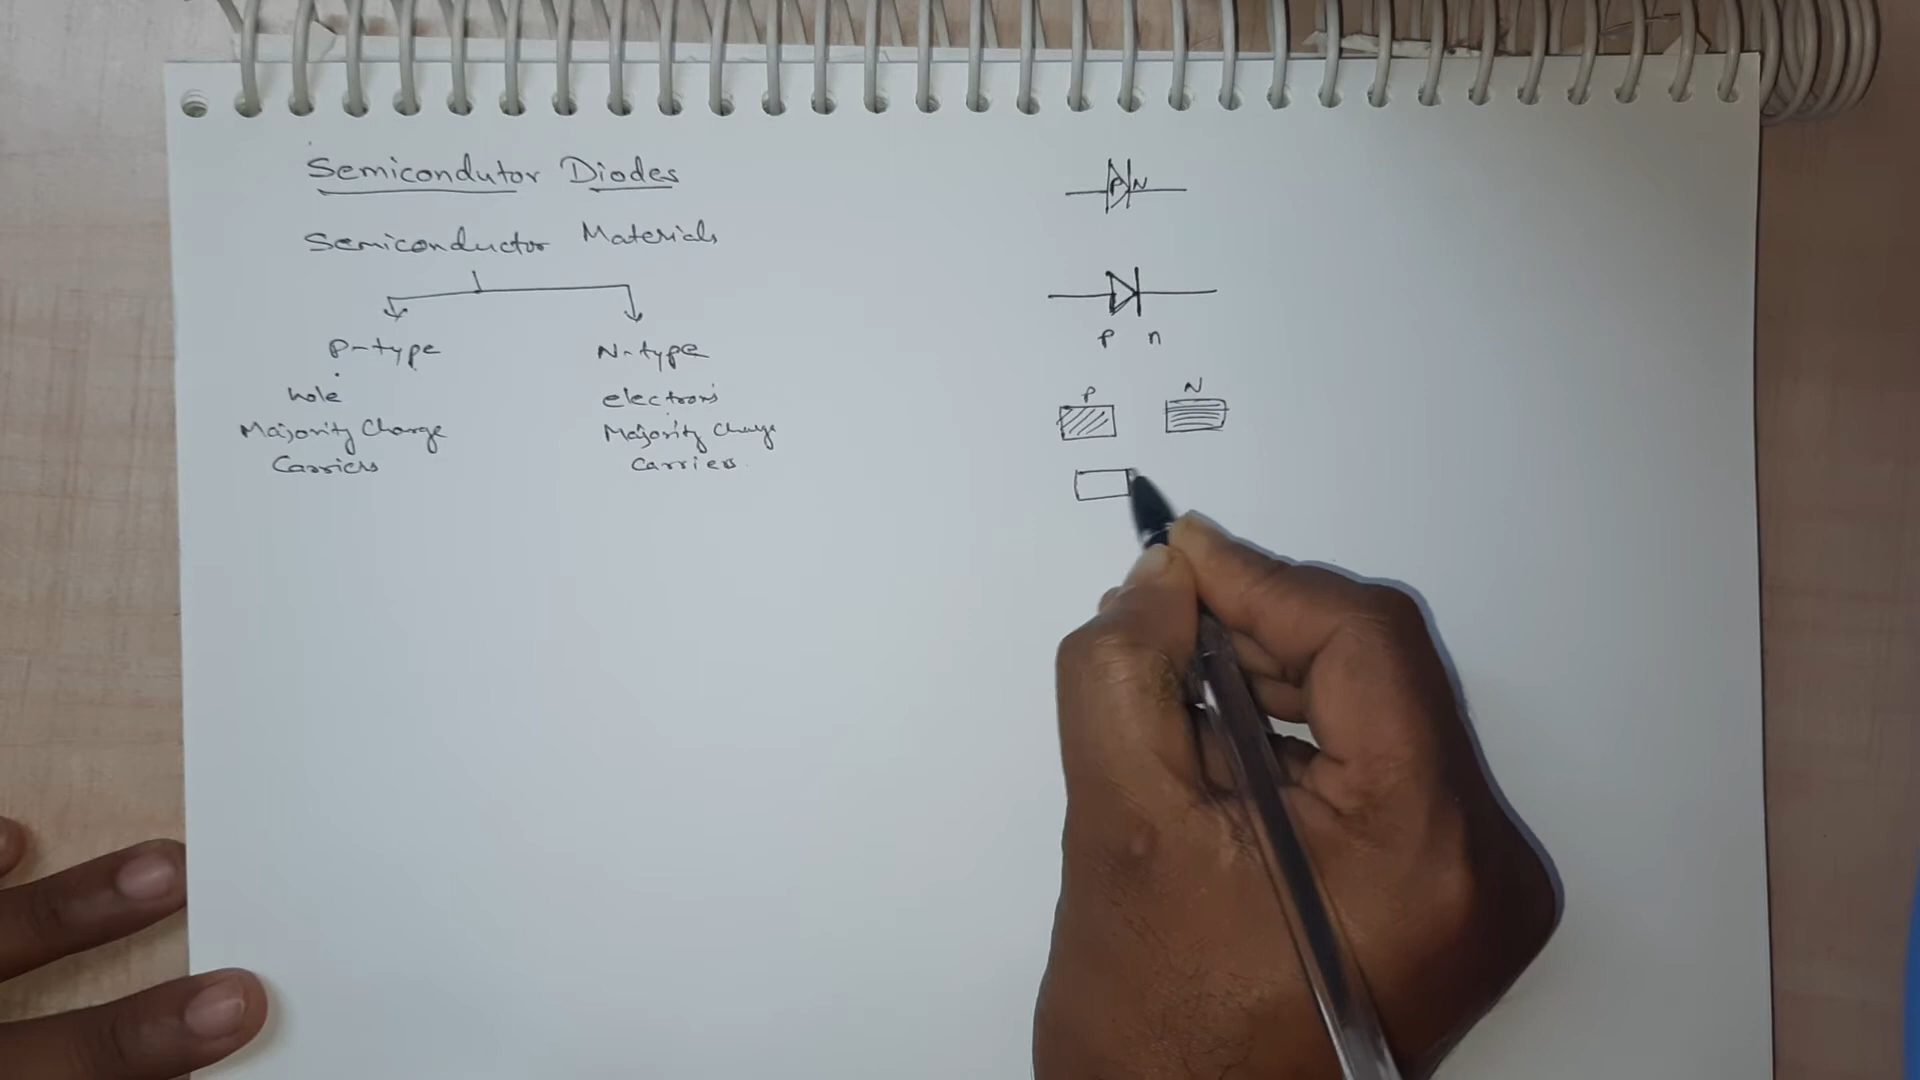 Semicondutor Diodes
Semiconductor Materials
P-type N-type
hole electrons
Majority Charge Majority Charge
Carriers Carriers
P N
P n
P N